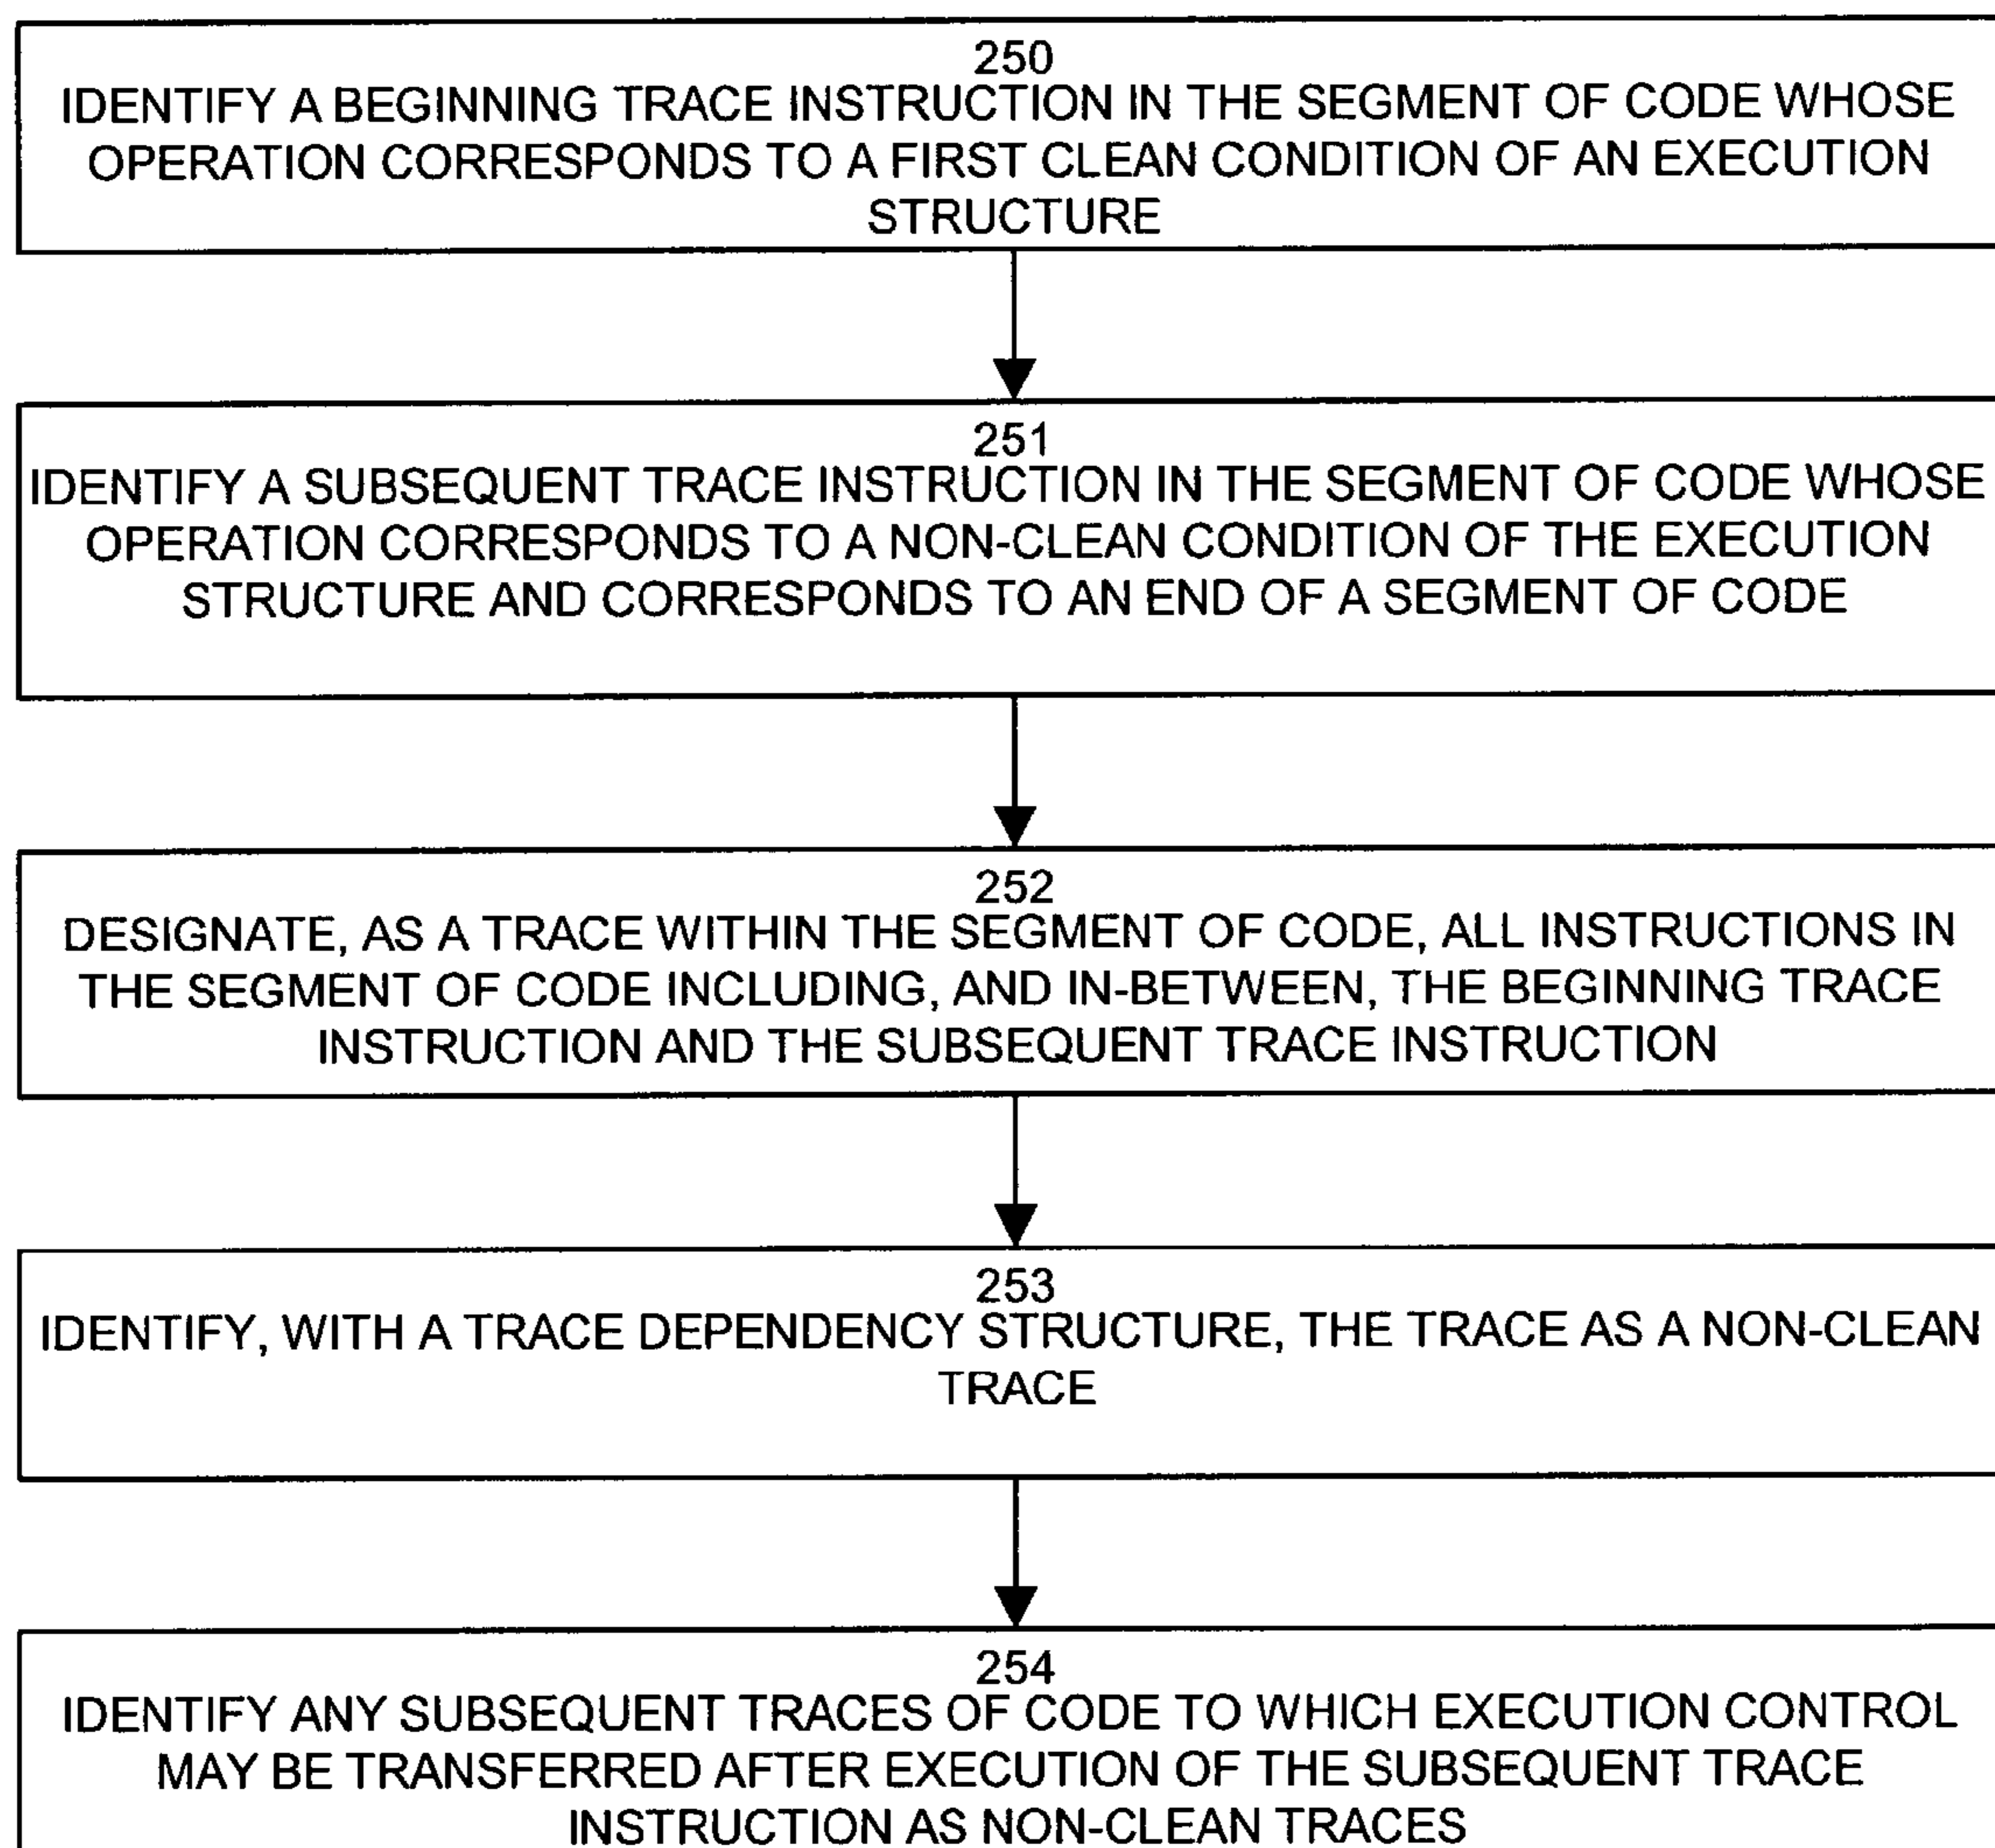 250
IDENTIFY A BEGINNING TRACE INSTRUCTION IN THE SEGMENT OF CODE WHOSE
OPERATION CORRESPONDS TO A FIRST CLEAN CONDITION OF AN EXECUTION
STRUCTURE
251
IDENTIFY A SUBSEQUENT TRACE INSTRUCTION IN THE SEGMENT OF CODE WHOSE
OPERATION CORRESPONDS TO A NON-CLEAN CONDITION OF THE EXECUTION
STRUCTURE AND CORRESPONDS TO AN END OF A SEGMENT OF CODE
252
DESIGNATE, AS A TRACE WITHIN THE SEGMENT OF CODE, ALL INSTRUCTIONS IN
THE SEGMENT OF CODE INCLUDING, AND IN-BETWEEN, THE BEGINNING TRACE
INSTRUCTION AND THE SUBSEQUENT TRACE INSTRUCTION
253
IDENTIFY, WITH A TRACE DEPENDENCY STRUCTURE, THE TRACE AS A NON-CLEAN
TRACE
254
IDENTIFY ANY SUBSEQUENT TRACES OF CODE TO WHICH EXECUTION CONTROL
MAY BE TRANSFERRED AFTER EXECUTION OF THE SUBSEQUENT TRACE
INSTRUCTION AS NON-CLEAN TRACES